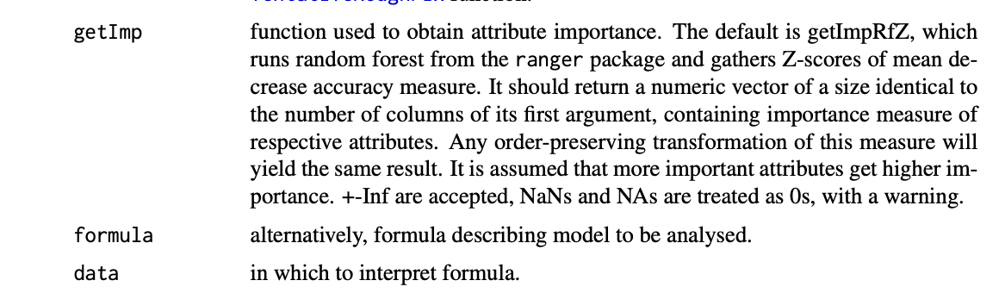 getImp function used to obtain attribute importance. The default is getImpRfZ, which
runs random forest from the ranger package and gathers Z-scores of mean de-
crease accuracy measure. It should return a numeric vector of a size identical to
the number of columns of its first argument, containing importance measure of
respective attributes. Any order-preserving transformation of this measure will
yield the same result. It is assumed that more important attributes get higher im-
portance. +-Inf are accepted, NaNs and NAs are treated as 0s, with a warning.
formula alternatively, formula describing model to be analysed.
data in which to interpret formula.